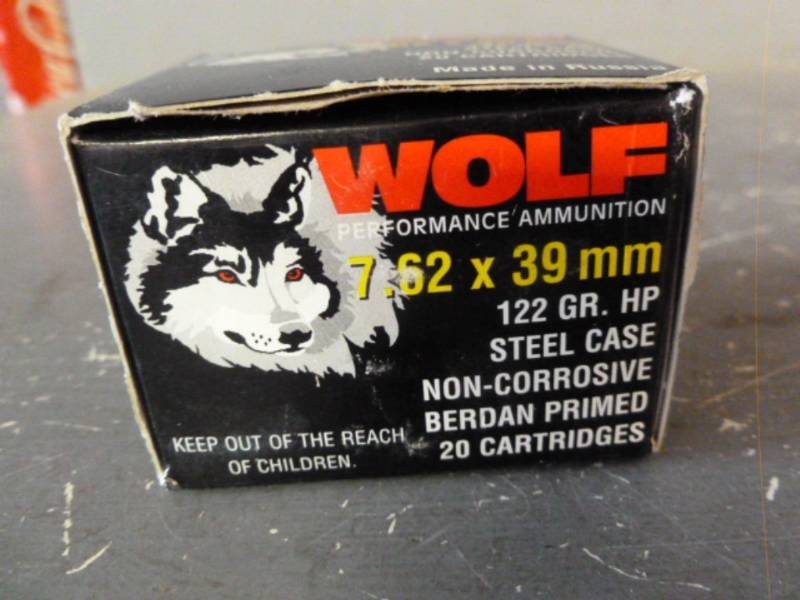 Made in Russia
WOLF
PERFORMANCE AMMUNITION
7.62 x 39 mm
122 GR. HP
STEEL CASE
NON-CORROSIVE
BERDAN PRIMED
20 CARTRIDGES
KEEP OUT OF THE REACH
OF CHILDREN.